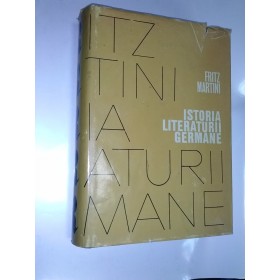 ITZ
TINI
IA
ATURII
MANE
FRITZ
MARTINI
ISTORIA
LITERATURII
GERMANE